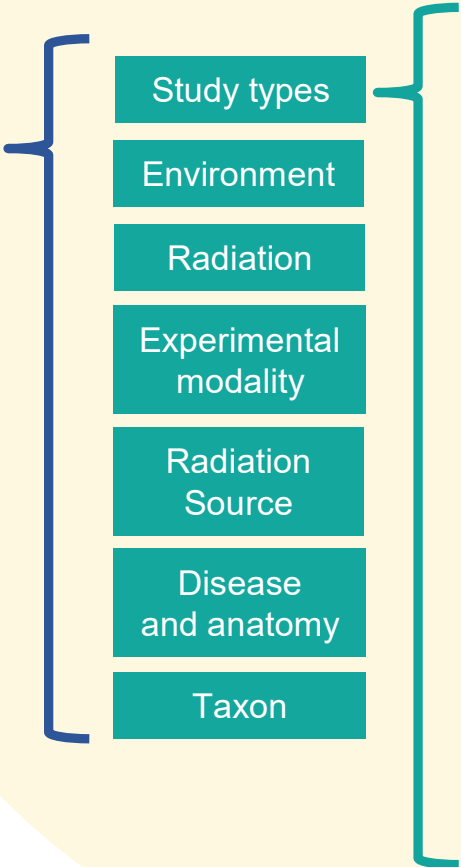 Study types
Environment
Radiation
Experimental
modality
Radiation
Source
Disease
and anatomy
Taxon